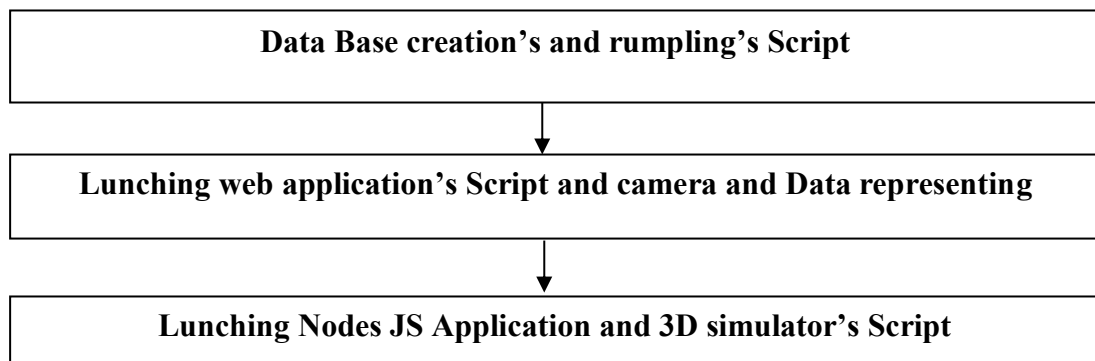 Data Base creation’s and rumpling’s Script
Lunching web application’s Script and camera and Data representing
Lunching Nodes JS Application and 3D simulator’s Script